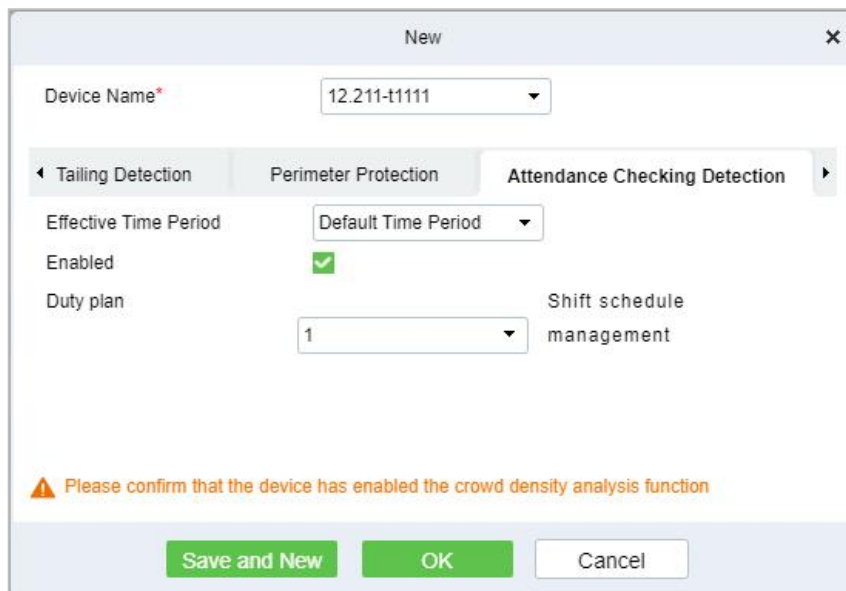 New
Device Name*
12.211-t1111
Tailing Detection
Perimeter Protection
Attendance Checking Detection
Effective Time Period
Default Time Period
Enabled
Duty plan
1
Shift schedule
management
Please confirm that the device has enabled the crowd density analysis function
Save and New
OK
Cancel